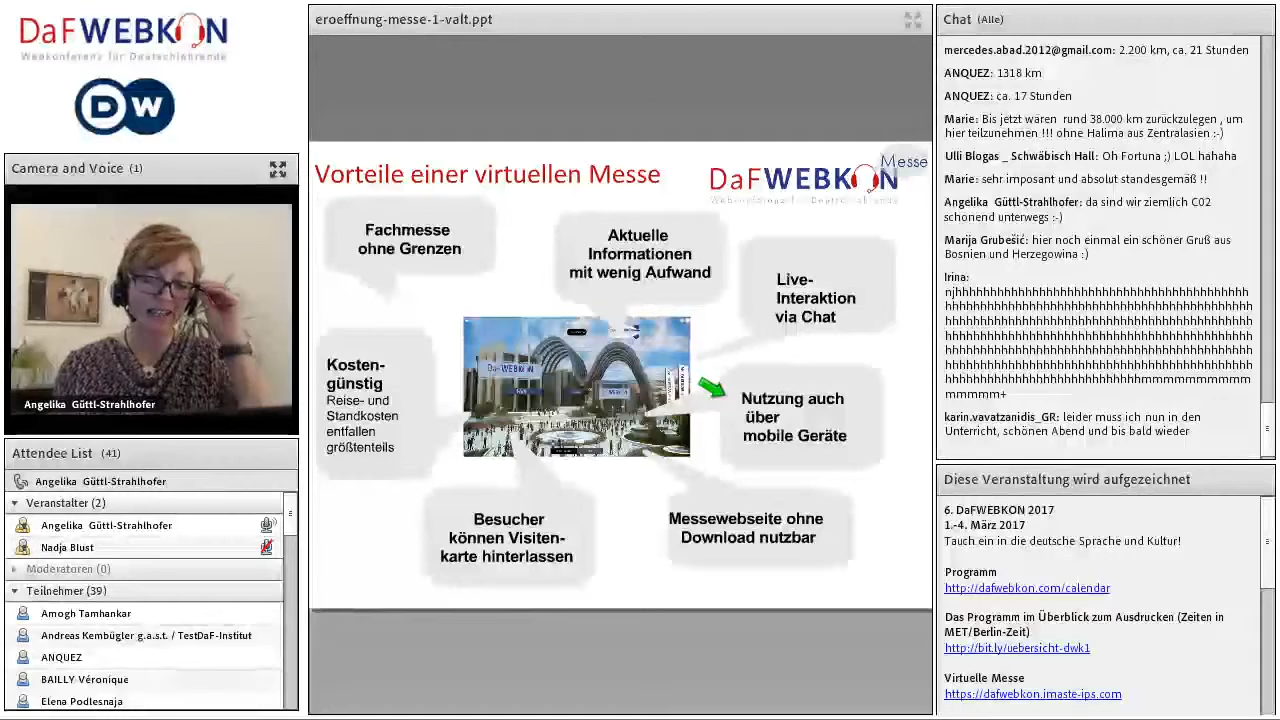 DaFWEBKON
Webkonferenz für Deutschlehrende
DW
Camera and Voice (1)
Angelika Güttl-Strahlhofer
Attendee List (41)
Angelika Güttl-Strahlhofer
Veranstalter (2)
Angelika Güttl-Strahlhofer
Nadja Blust
Moderatoren (0)
Teilnehmer (39)
Amogh Tamhankar
Andreas Kembügler g.a.s.t. / TestDaF-Institut
ANQUEZ
BAILLY Véronique
Elena Podlesnaja
eroeffnung-messe-1-valt.ppt
Vorteile einer virtuellen Messe
DaFWEBKON
Messe
Fachmesse
ohne Grenzen
Aktuelle
Informationen
mit wenig Aufwand
Live-
Interaktion
via Chat
Kosten-
günstig
Reise- und
Standkosten
entfallen
größtenteils
DaFWEBKON
Nutzung auch
über
mobile Geräte
Besucher
können Visiten-
karte hinterlassen
Messewebseite ohne
Download nutzbar
Chat (Alle)
mercedes.abad.2012@gmail.com: 2.200 km, ca. 21 Stunden
ANQUEZ: 1318 km
ANQUEZ: ca. 17 Stunden
Marie: Bis jetzt wären rund 38.000 km zurückzulegen , um
hier teilzunehmen !!! ohne Halima aus Zentralasien :-)
Ulli Blogas _ Schwäbisch Hall: Oh Fortuna ;) LOL hahaha
Marie: sehr imposant und absolut standesgemäß !!
Angelika Güttl-Strahlhofer: da sind wir ziemlich C02
schonend unterwegs :-)
Marija Grubešić: hier noch einmal ein schöner Gruß aus
Bosnien und Herzegowina :)
Irina:
mmmmm+
kann.vavatzanidis_GR: leider muss ich nun in den
Unterricht, schönen Abend und bis bald wieder
Diese Veranstaltung wird aufgezeichnet
6. DaFWEBKON 2017
1.-4. März 2017
Tauch ein in die deutsche Sprache und Kultur!
Programm
http://dafwebkon.com/calendar
Das Programm im Überblick zum Ausdrucken (Zeiten in
MET/Berlin-Zeit)
http://bit.ly/uebersicht-dwk1
Virtuelle Messe
https://dafwebkon.imaste-ips.com